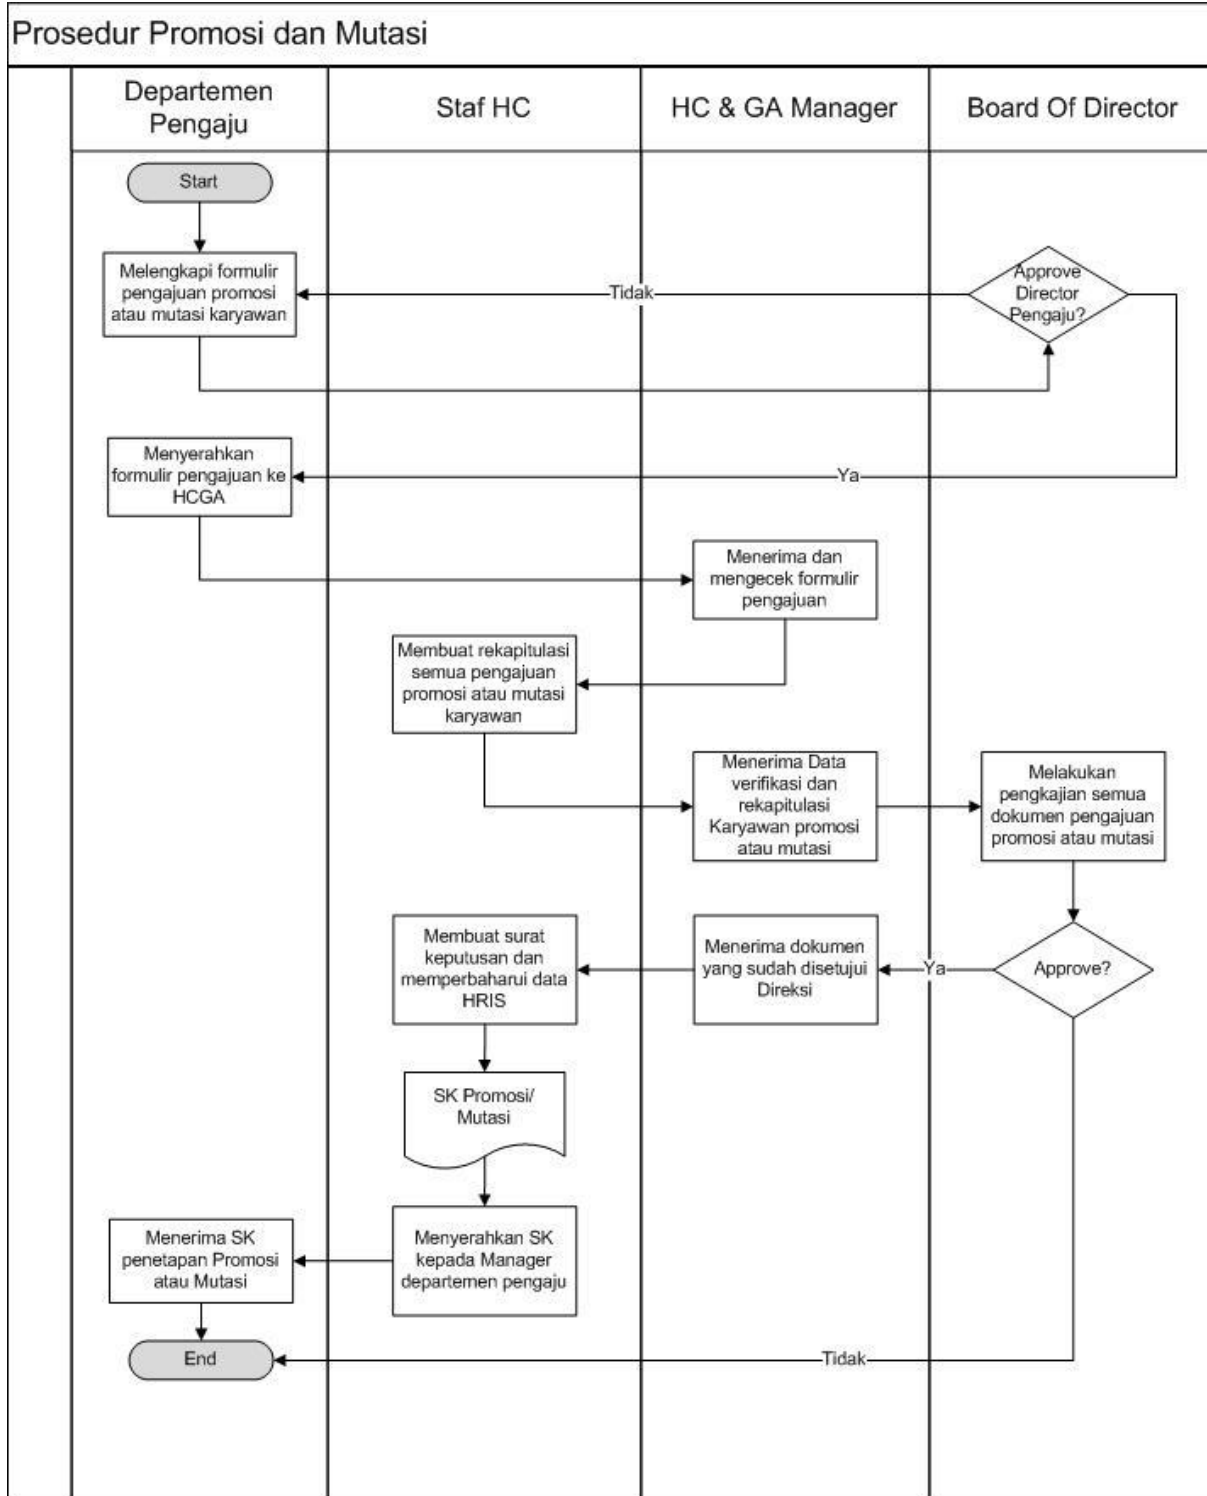 Prosedur Promosi dan Mutasi
Departemen
Pengaju
Staf HC
HC & GA Manager
Board Of Director
Start
Melengkapi formulir
pengajuan promosi
atau mutasi karyawan
Tidak
Approve
Director
Pengaju?
Menyerahkan
formulir pengajuan ke
HCGA
Ya
Menerima dan
mengecek formulir
pengajuan
Membuat rekapitulasi
semua pengajuan
promosi atau mutasi
karyawan
Menerima Data
verifikasi dan
rekapitulasi
Karyawan promosi
atau mutasi
Melakukan
pengkajian semua
dokumen pengajuan
promosi atau mutasi
Membuat surat
keputusan dan
memperbaharui data
HRIS
Menerima dokumen
yang sudah disetujui
Direksi
Ya
Approve?
SK Promosi/
Mutasi
Menerima SK
penetapan Promosi
atau Mutasi
Menyerahkan SK
kepada Manager
departemen pengaju
End
Tidak